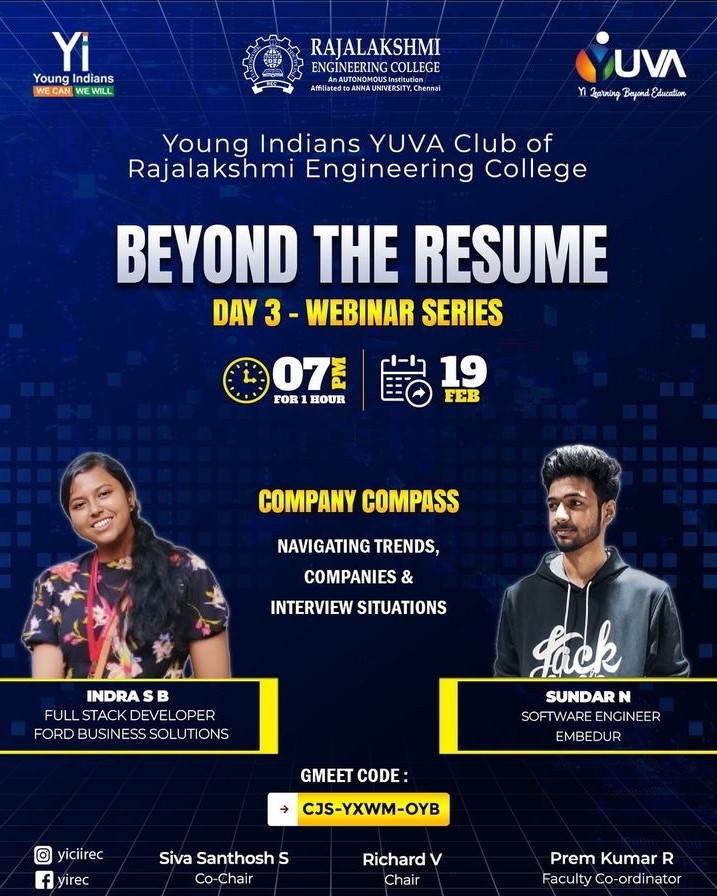 Yi
Young Indians
WE CAN WE WILL
REC
RAJALAKSHMI
ENGINEERING COLLEGE
An AUTONOMOUS Institution
Affiliated to ANNA UNIVERSITY, Chennai
YUVA
Yi Learning Beyond Education
Young Indians YUVA Club of
Rajalakshmi Engineering College
BEYOND THE RESUME
DAY 3 - WEBINAR SERIES
07 PM
FOR 1 HOUR
19
FEB
COMPANY COMPASS
NAVIGATING TRENDS,
COMPANIES &
INTERVIEW SITUATIONS
Jack
INDRA S B
FULL STACK DEVELOPER
FORD BUSINESS SOLUTIONS
SUNDAR N
SOFTWARE ENGINEER
EMBEDUR
GMEET CODE :
CJS-YXWM-OYB
yiciirec
yirec
Siva Santhosh S
Co-Chair
Richard V
Chair
Prem Kumar R
Faculty Co-ordinator